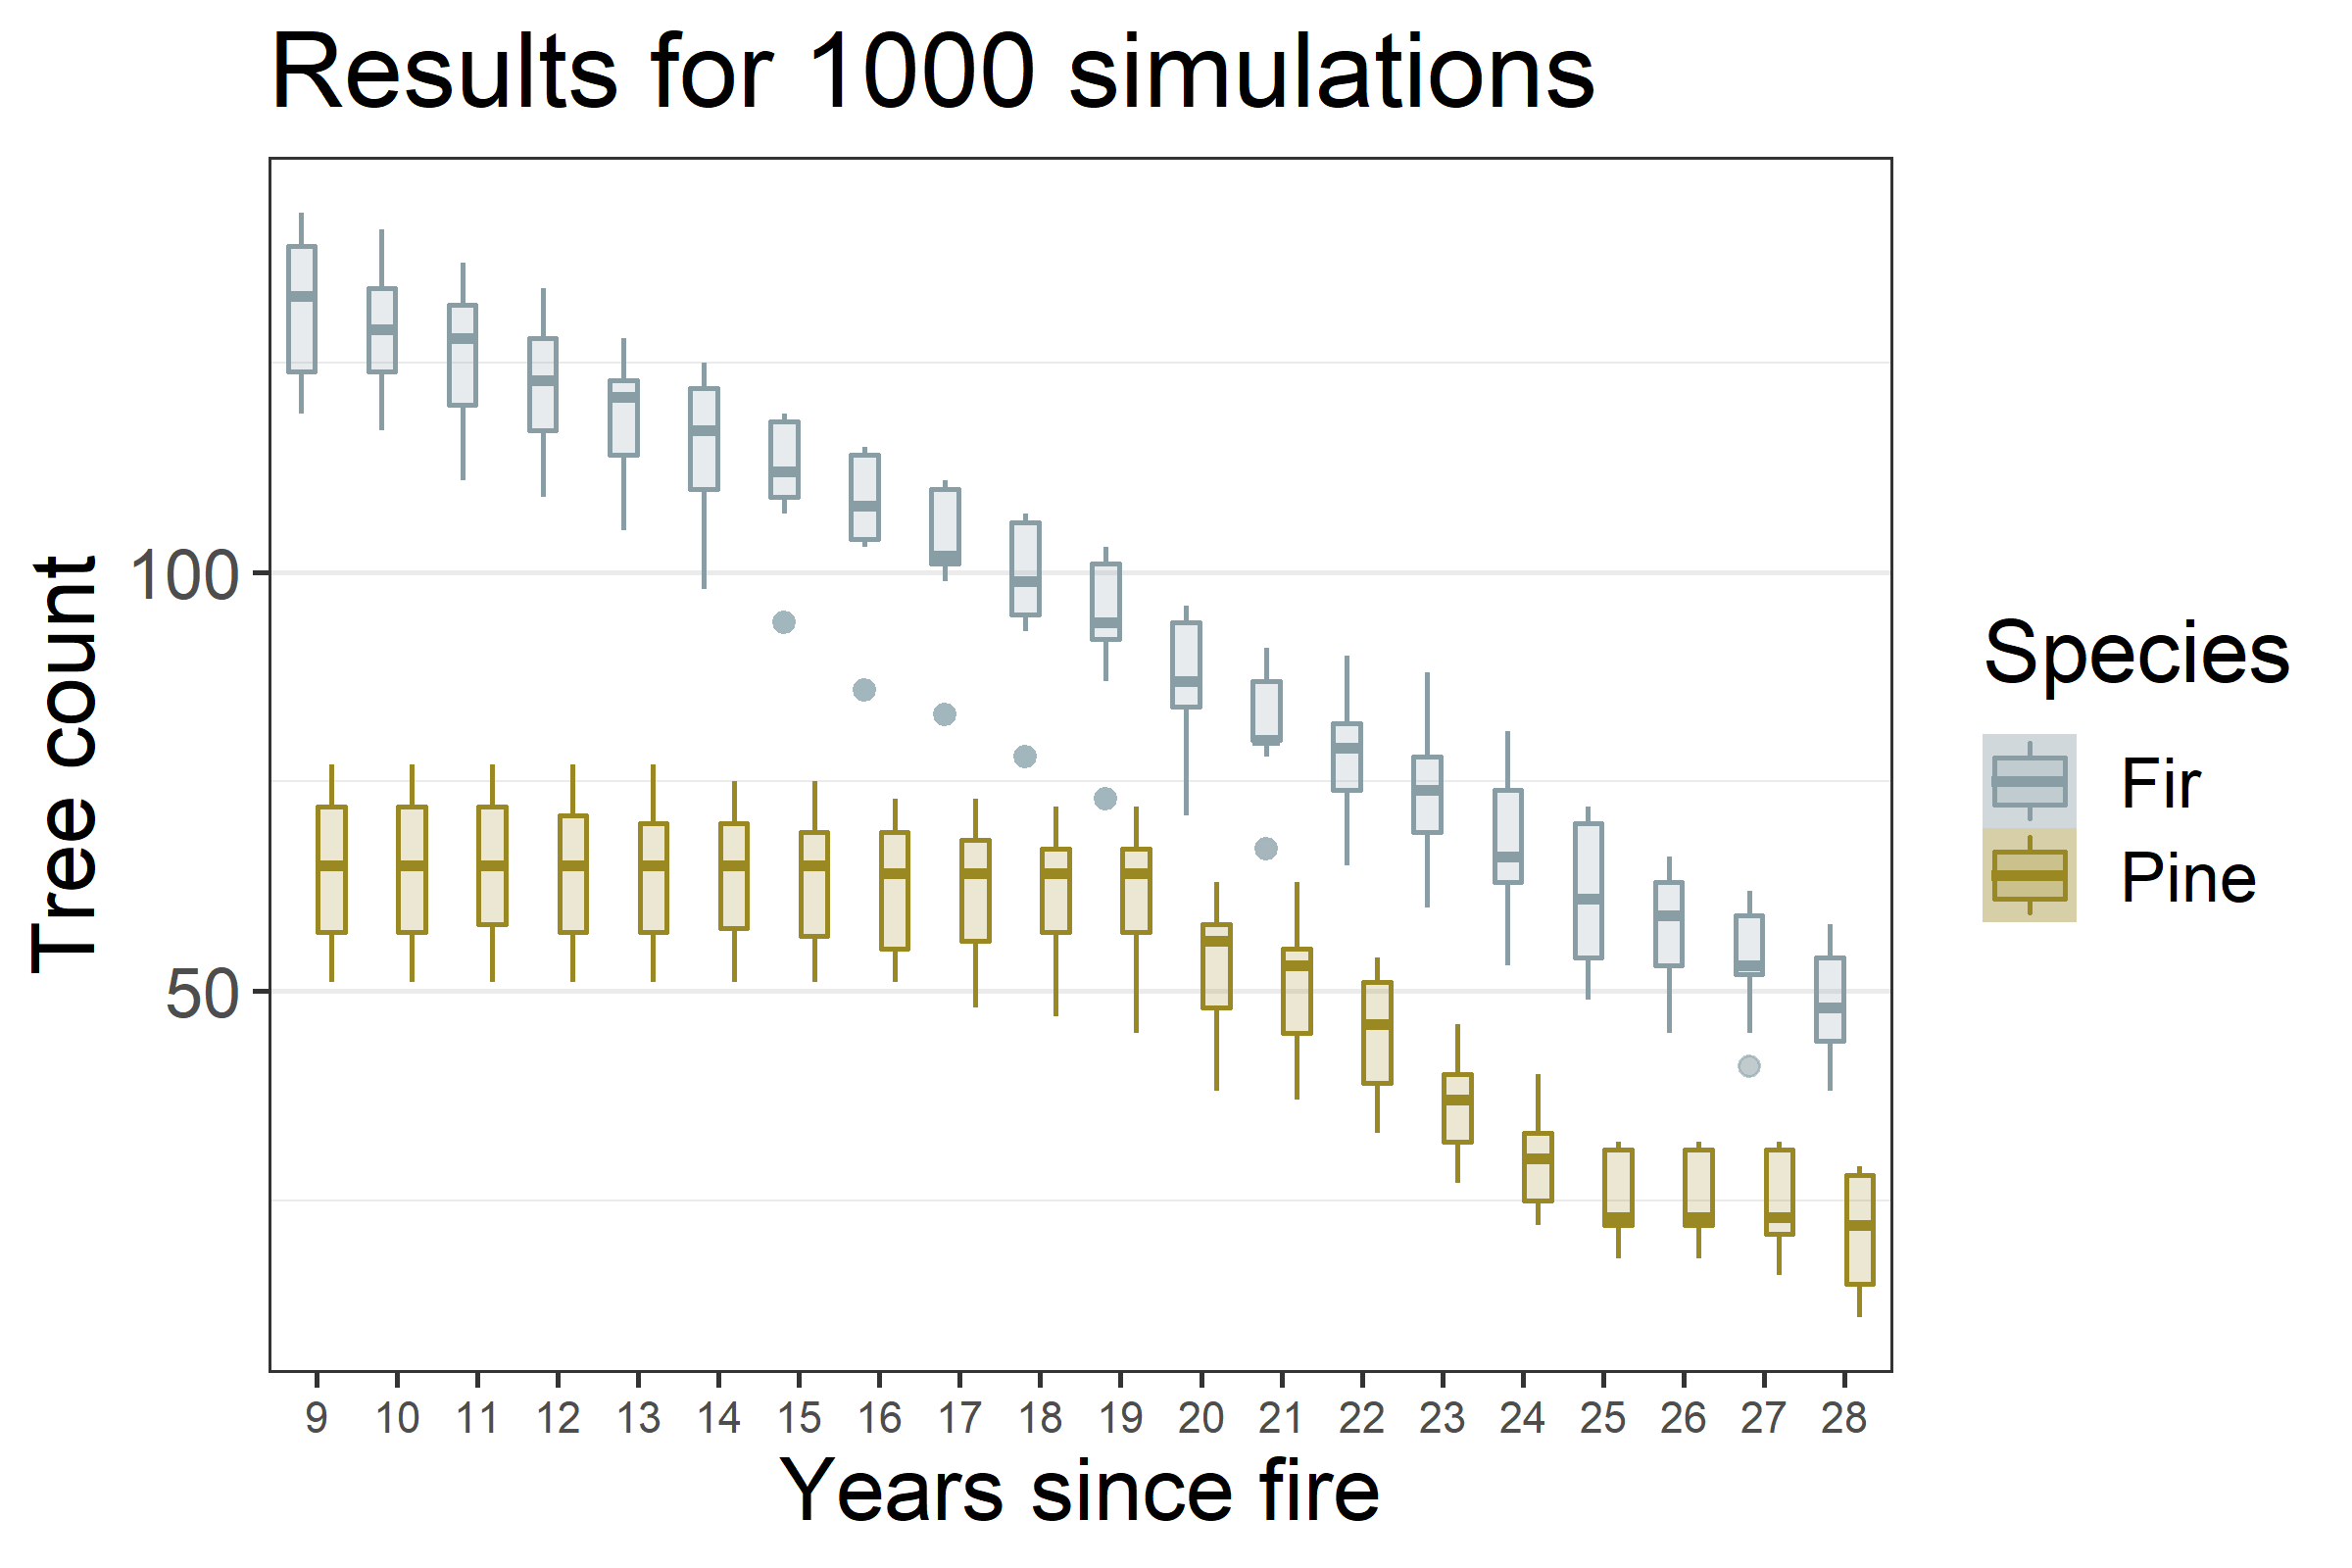 Results for 1000 simulations
Tree count
100
50
9 10 11 12 13 14 15 16 17 18 19 20 21 22 23 24 25 26 27 28
Years since fire
Species
Fir
Pine